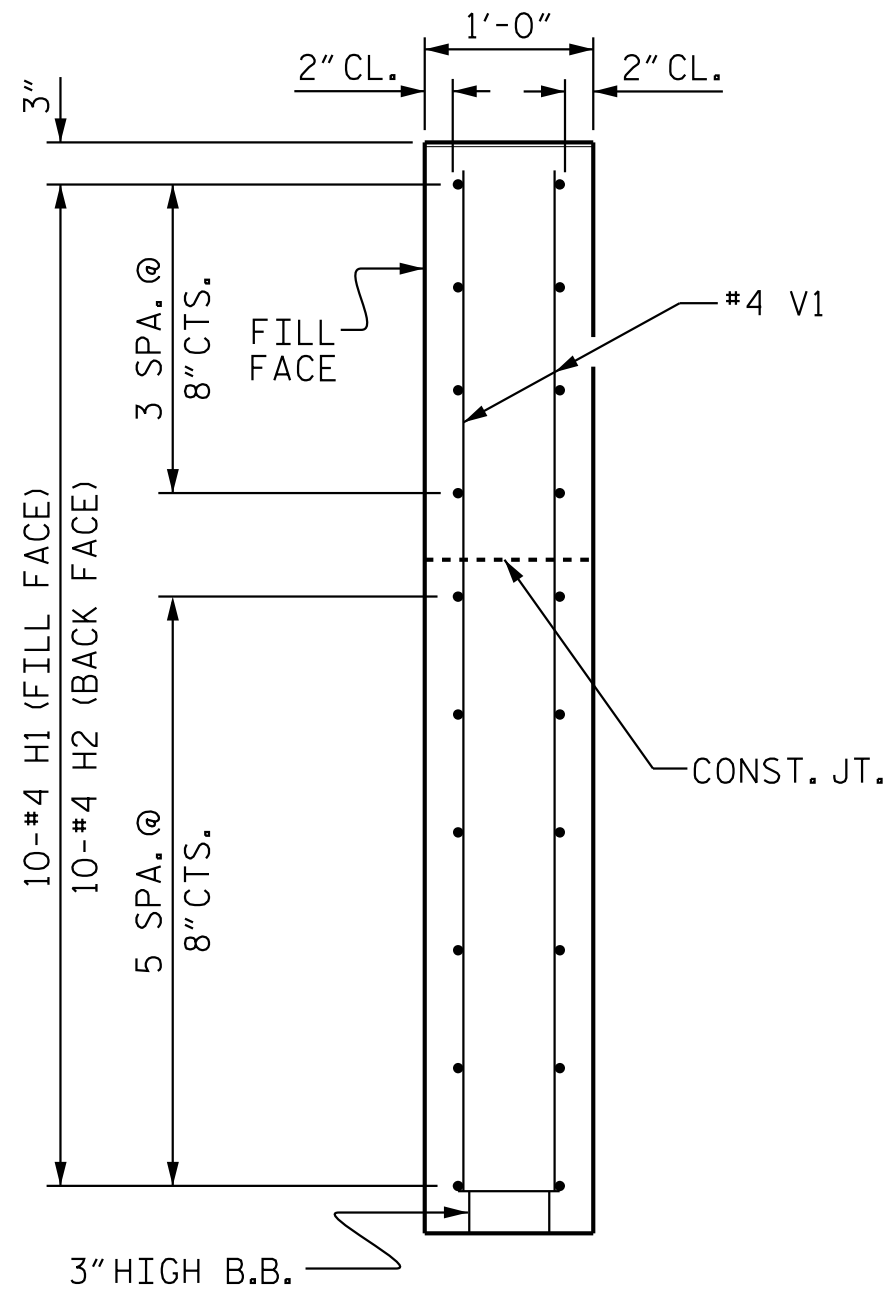 1'-0"
2" CL.
2" CL.
3"
3 SPA. @
8" CTS.
FILL
FACE
#4 V1
10-#4 H1 (FILL FACE)
10-#4 H2 (BACK FACE)
CONST. JT.
5 SPA. @
8" CTS.
3" HIGH B.B.